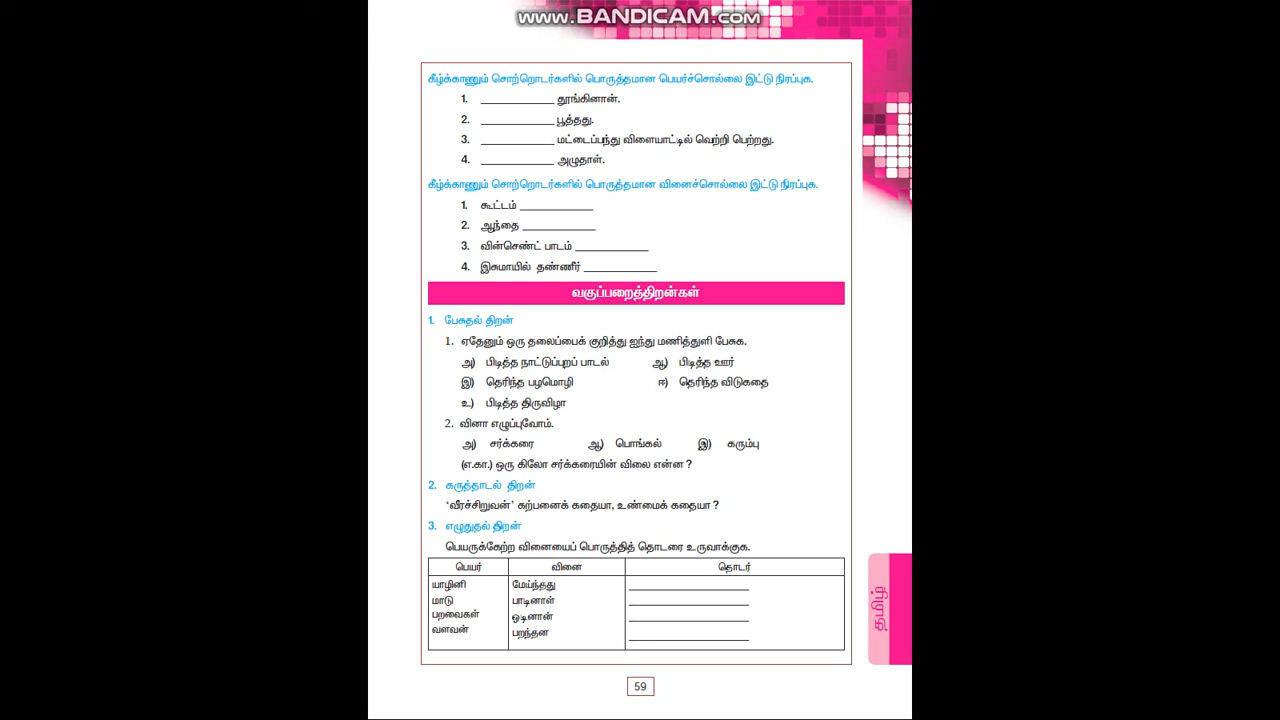 www.BANDICAM.com
கீழ்க்காணும் சொற்றொடர்களில் பொருத்தமான பெயர்ச்சொல்லை இட்டு நிரப்புக.
1. ____________ தூங்கினான்.
2. ____________ பூத்தது.
3. ____________ மட்டைப்பந்து விளையாட்டில் வெற்றி பெற்றது.
4. ____________ அழுதாள்.
கீழ்க்காணும் சொற்றொடர்களில் பொருத்தமான வினைச்சொல்லை இட்டு நிரப்புக.
1. கூட்டம் ____________
2. ஆந்தை ____________
3. வின்செண்ட் பாடம் ____________
4. இசுமாயில் தண்ணீர் ____________
வகுப்பறைத்திறன்கள்
1. பேசுதல் திறன்
1. ஏதேனும் ஒரு தலைப்பைக் குறித்து ஐந்து மணித்துளி பேசுக.
அ) பிடித்த நாட்டுப்புறப் பாடல் ஆ) பிடித்த ஊர்
இ) தெரிந்த பழமொழி ஈ) தெரிந்த விடுகதை
உ) பிடித்த திருவிழா
2. வினா எழுப்புவோம்.
அ) சர்க்கரை ஆ) பொங்கல் இ) கரும்பு
(எ.கா.) ஒரு கிலோ சர்க்கரையின் விலை என்ன ?
2. கருத்தாடல் திறன்
‘வீரச்சிறுவன்’ கற்பனைக் கதையா, உண்மைக் கதையா ?
3. எழுதுதல் திறன்
பெயருக்கேற்ற வினையைப் பொருத்தித் தொடரை உருவாக்குக.
பெயர் வினை தொடர்
யாழினி மேய்ந்தது ____________
மாடு பாடினாள் ____________
பறவைகள் ஓடினான் ____________
வளவன் பறந்தன ____________
தமிழ்
59